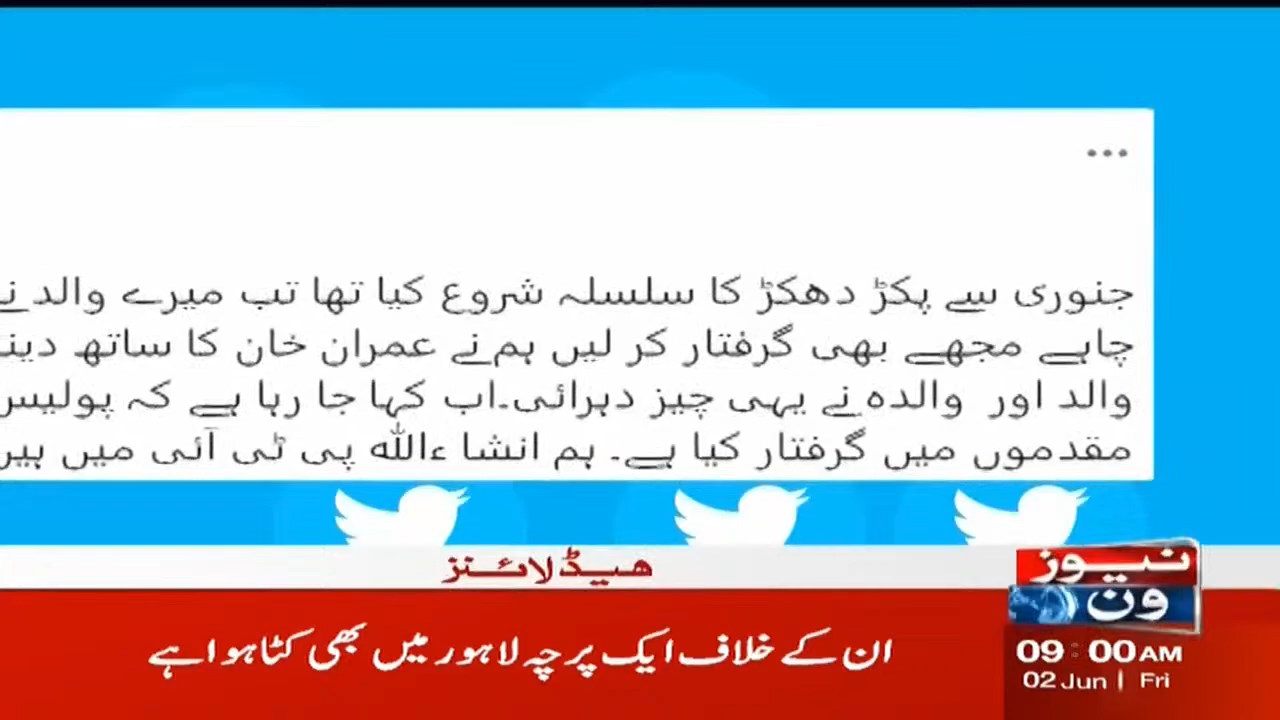 ...
جنوری سے پکڑ دھکڑ کا سلسلہ شروع کیا تھا تب میرے والد نے
چاہے مجھے بھی گرفتار کر لیں ہم نے عمران خان کا ساتھ دینا
والد اور والدہ نے یہی چیز دہرائی۔اب کہا جا رہا ہے کہ پولیس
مقدموں میں گرفتار کیا ہے۔ ہم انشا ءاللہ پی ٹی آئی میں ہیں
ہیڈلائنز
نیوز
ون
ان کے خلاف ایک پرچہ لاہور میں بھی کٹا ہوا ہے
09:00AM
02 Jun | Fri